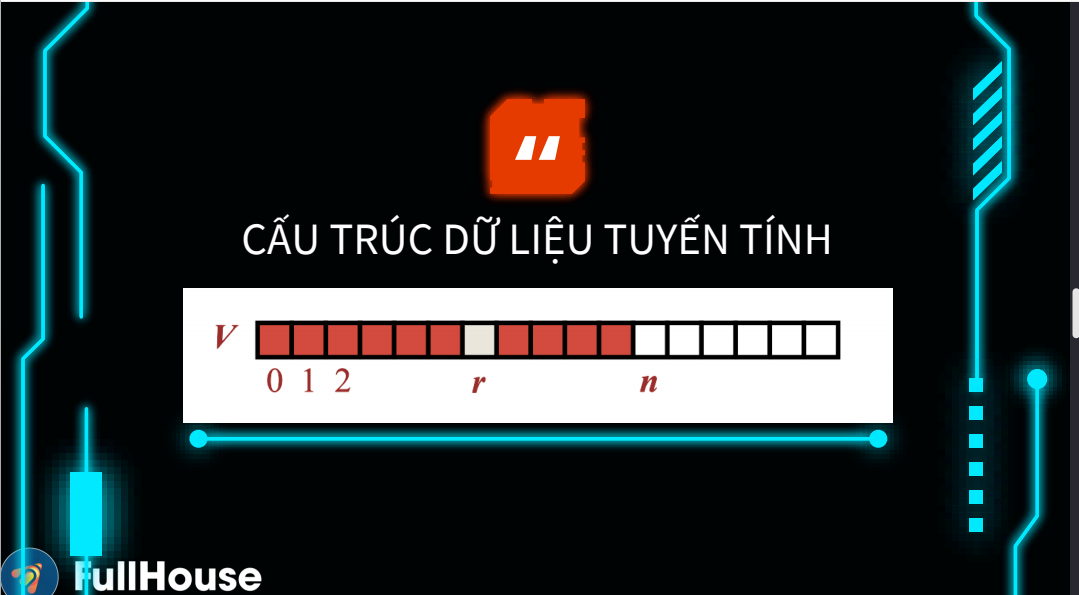 “
CẤU TRÚC DỮ LIỆU TUYẾN TÍNH
V
0 1 2 r n
FullHouse